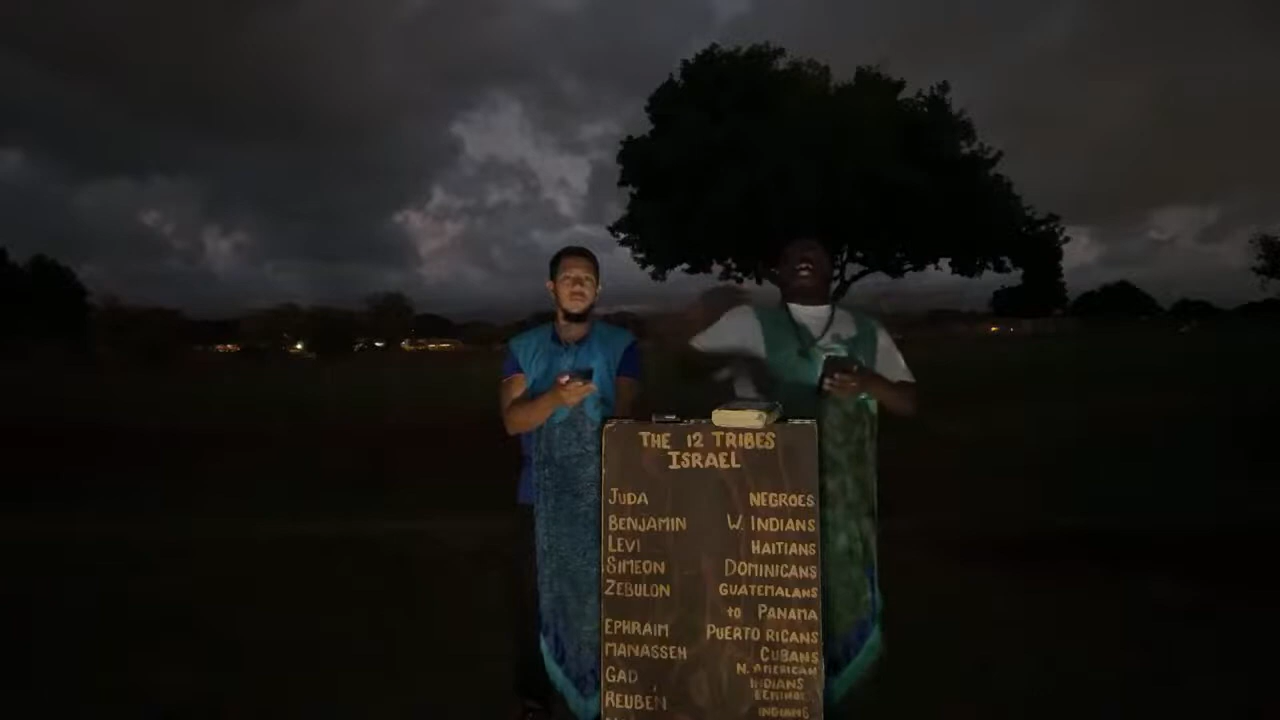 THE 12 TRIBES
ISRAEL
JUDA NEGROES
BENJAMIN W. INDIANS
LEVI HAITIANS
SIMEON DOMINICANS
ZEBULON GUATEMALANS
to PANAMA
EPHRAIM PUERTO RICANS
MANASSEH CUBANS
GAD N. AMERICAN
INDIANS
REUBEN
INDIANS